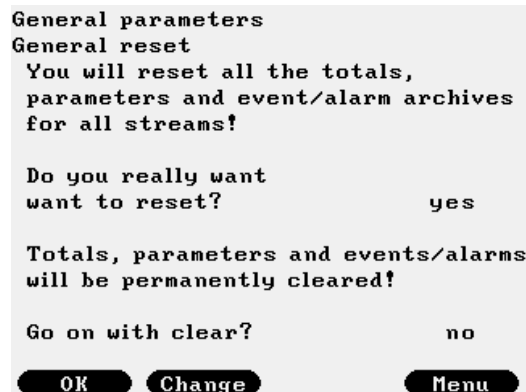 General parameters
General reset
You will reset all the totals,
parameters and event/alarm archives
for all streams!
Do you really want
want to reset? yes
Totals, parameters and events/alarms
will be permanently cleared!
Go on with clear? no
OK Change Menu